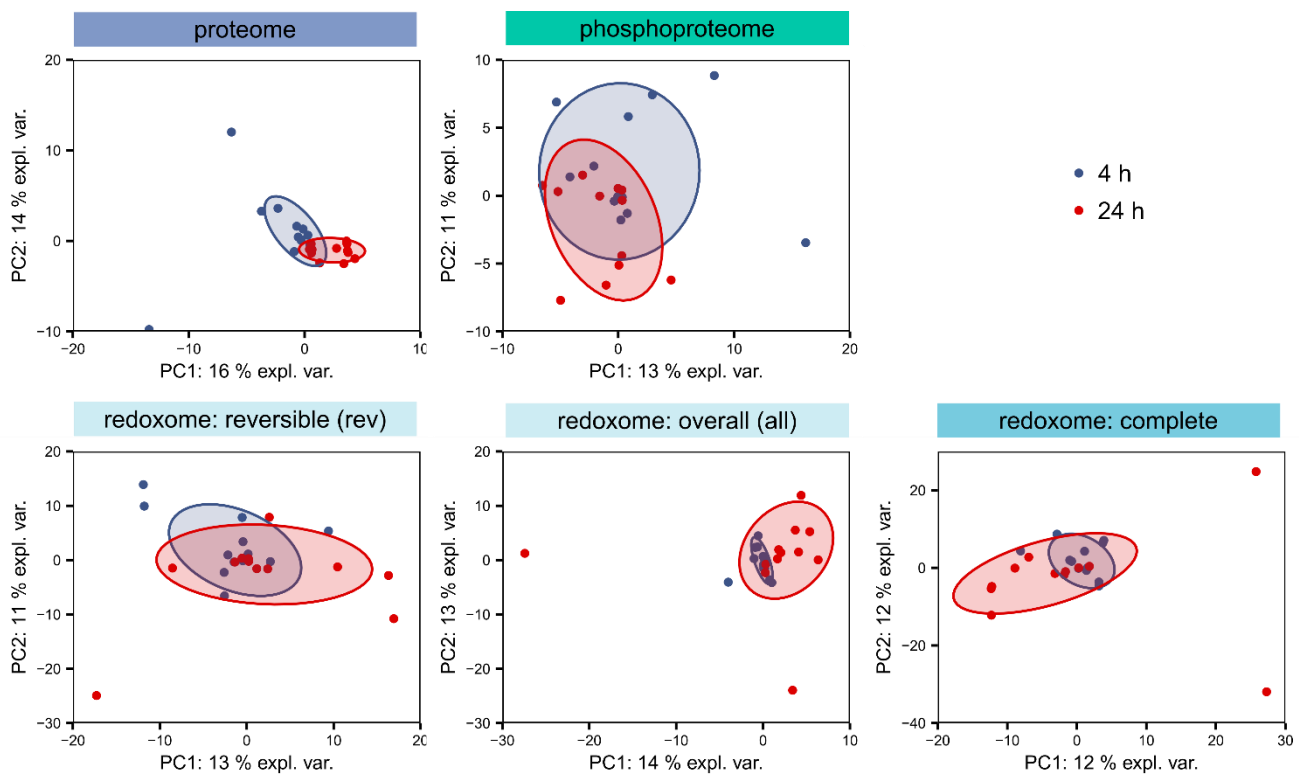 proteome
20
10
0
−10
−20
−10
0
10
PC2: 14 % expl. var.
PC1: 16 % expl. var.
phosphoproteome
10
5
0
−5
−10
−10
0
10
20
PC2: 11 % expl. var.
PC1: 13 % expl. var.
4 h
24 h
redoxome: reversible (rev)
20
10
0
−10
−20
−30
−20
−10
0
10
20
PC2: 11 % expl. var.
PC1: 13 % expl. var.
redoxome: overall (all)
20
10
0
−10
−20
−30
−30
−20
−10
0
10
PC2: 13 % expl. var.
PC1: 14 % expl. var.
redoxome: complete
20
0
−20
−40
−20
−10
0
10
20
30
PC2: 12 % expl. var.
PC1: 12 % expl. var.